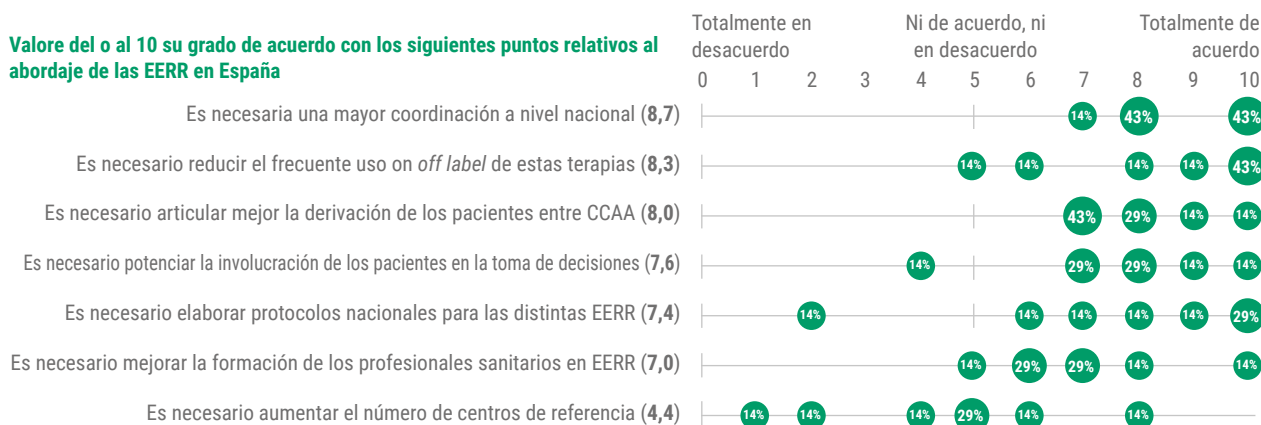 Totalmente en desacuerdo
Ni de acuerdo, ni en desacuerdo
Totalmente de acuerdo
Valore del o al 10 su grado de acuerdo con los siguientes puntos relativos al
abordaje de las EERR en España
0 1 2 3 4 5 6 7 8 9 10
Es necesaria una mayor coordinación a nivel nacional (8,7)
14% 43% 43%
Es necesario reducir el frecuente uso on off label de estas terapias (8,3)
14% 14% 14% 14% 43%
Es necesario articular mejor la derivación de los pacientes entre CCAA (8,0)
43% 29% 14% 14%
Es necesario potenciar la involucración de los pacientes en la toma de decisiones (7,6)
14% 29% 29% 14% 14%
Es necesario elaborar protocolos nacionales para las distintas EERR (7,4)
14% 14% 14% 14% 14% 29%
Es necesario mejorar la formación de los profesionales sanitarios en EERR (7,0)
14% 29% 29% 14% 14%
Es necesario aumentar el número de centros de referencia (4,4)
14% 14% 14% 29% 14% 14%